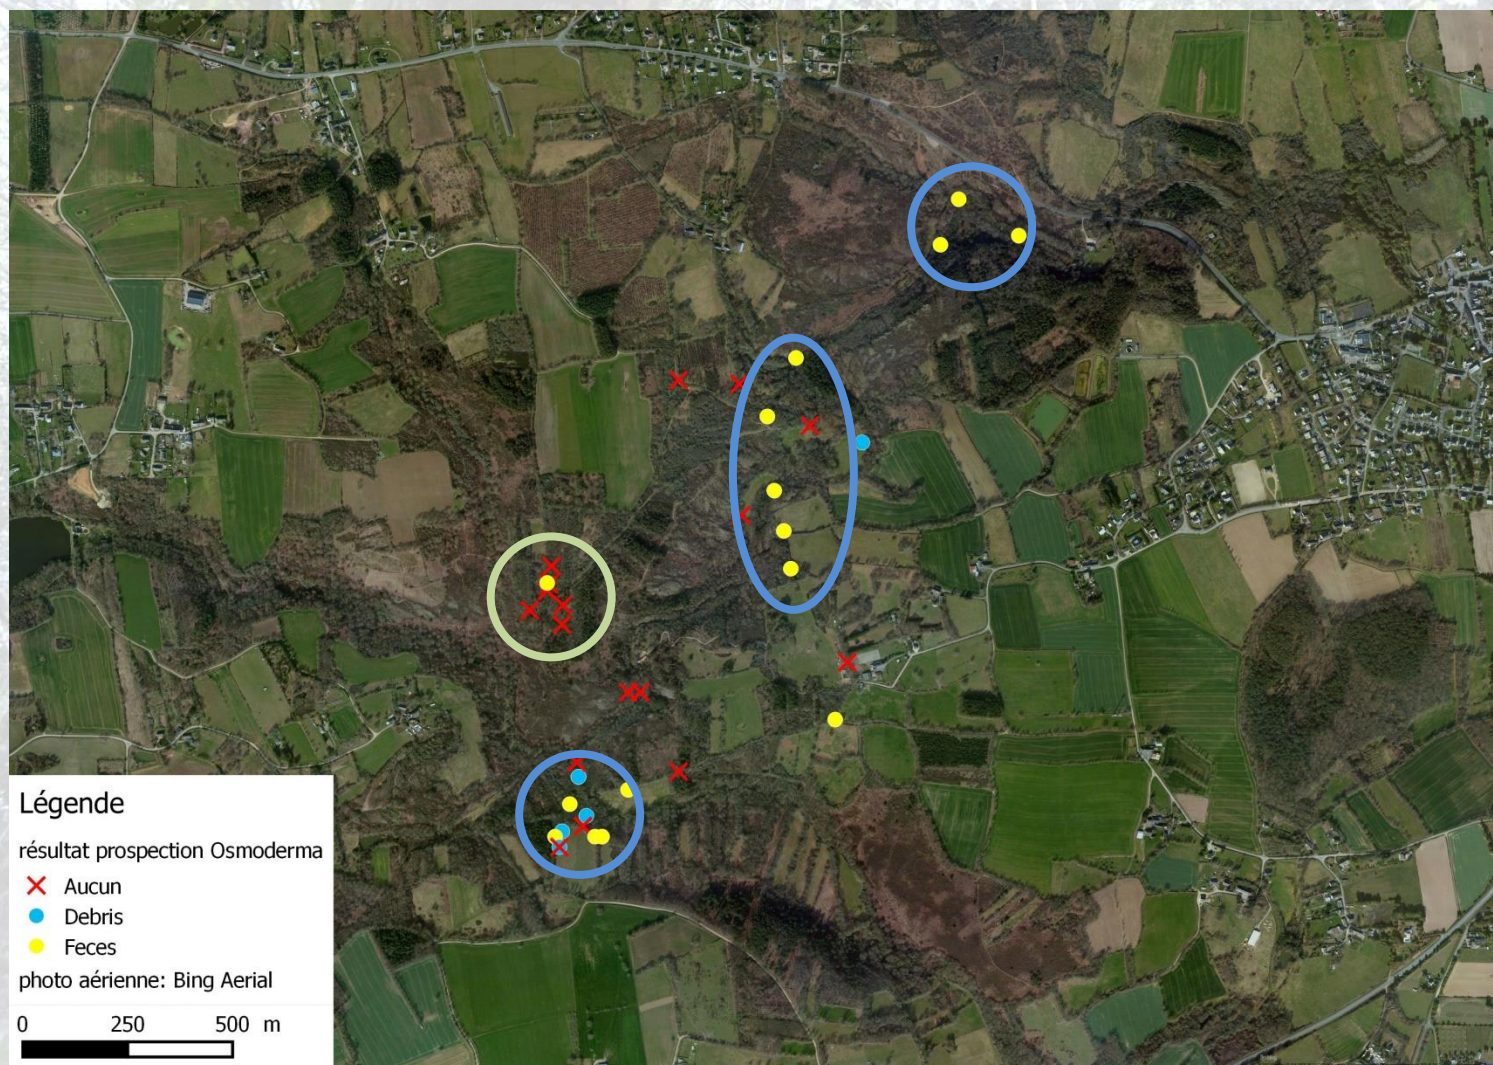 Légende
résultat prospection Osmoderma
Aucun
Debris
Feces
photo aérienne: Bing Aerial
0 250 500 m